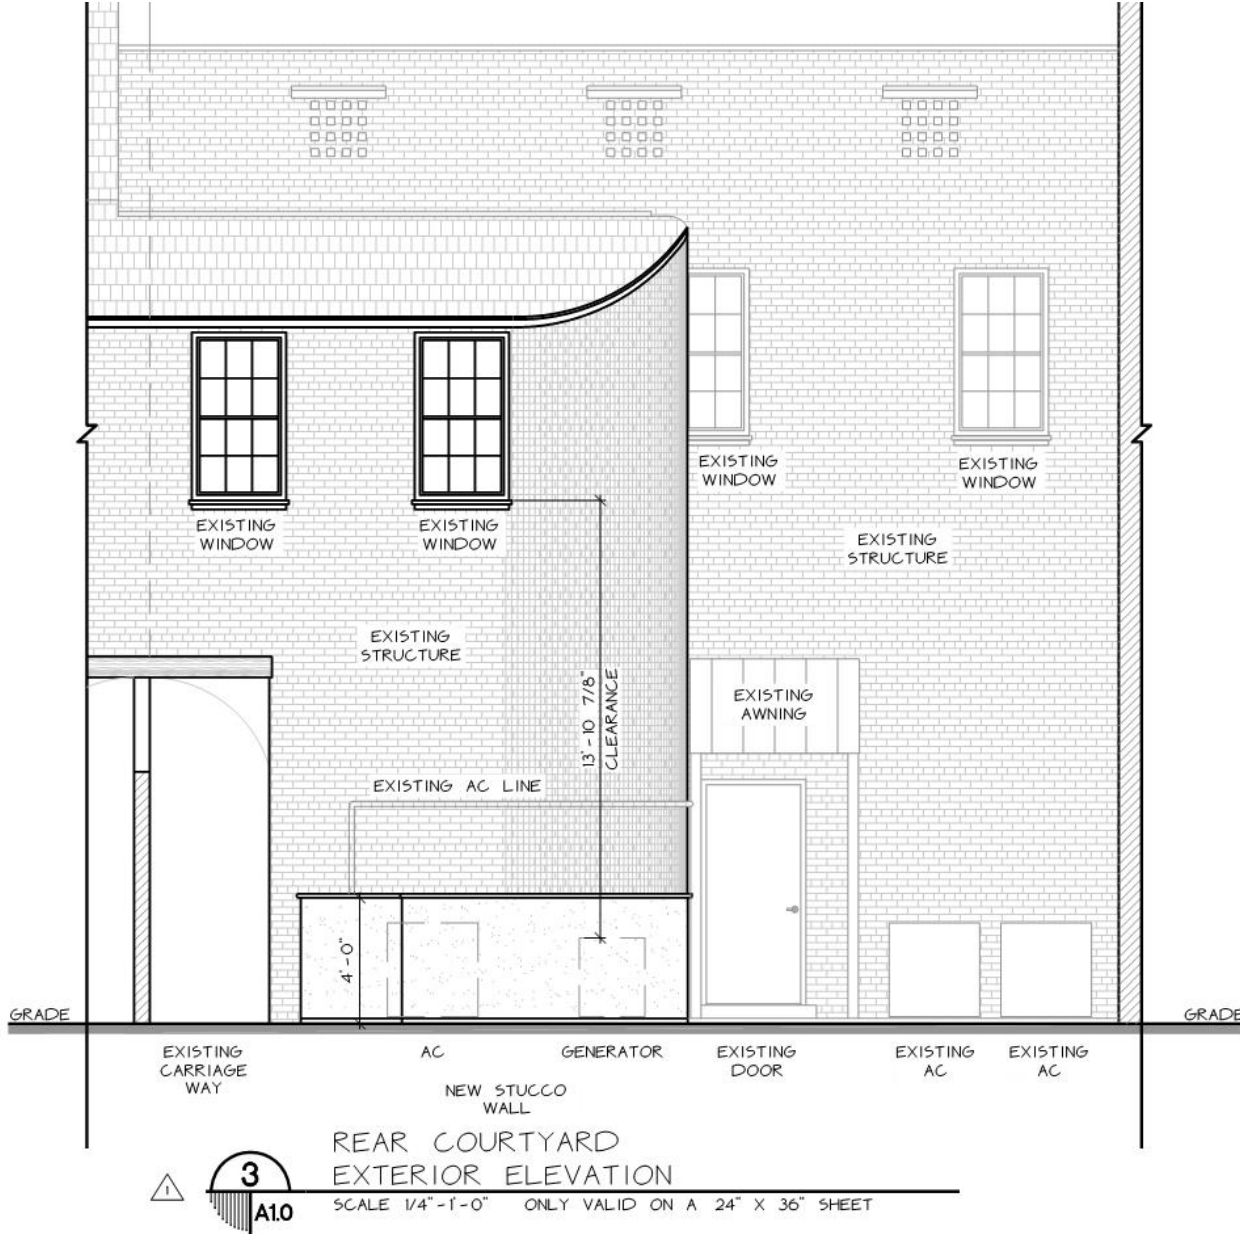 EXISTING
WINDOW
EXISTING
WINDOW
EXISTING
WINDOW
EXISTING
WINDOW
EXISTING
STRUCTURE
EXISTING
STRUCTURE
13'-10 7/8"
CLEARANCE
EXISTING
AWNING
EXISTING AC LINE
4'-0"
GRADE
GRADE
EXISTING
CARRIAGE
WAY
AC
GENERATOR
EXISTING
DOOR
EXISTING
AC
EXISTING
AC
NEW STUCCO
WALL
REAR COURTYARD
EXTERIOR ELEVATION
1
3
A1.0
SCALE 1/4"-1'-0" ONLY VALID ON A 24" X 36" SHEET